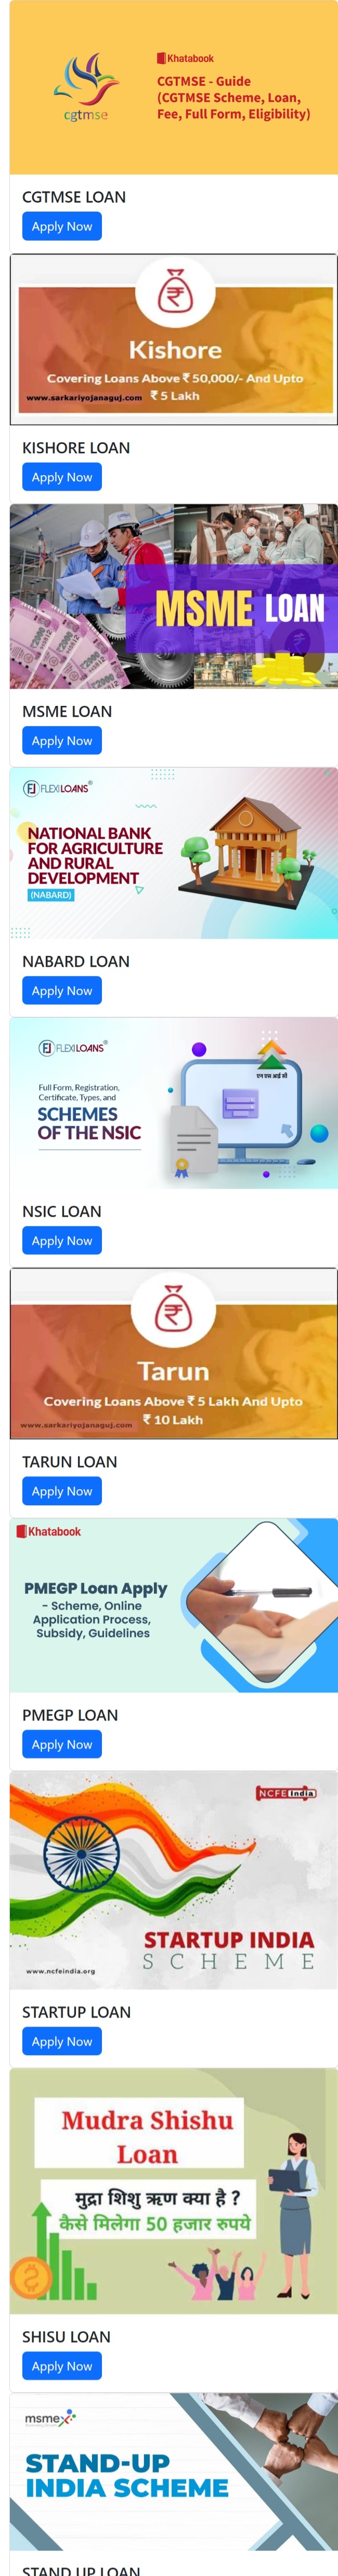 Khatabook
CGTMSE - Guide
(CGTMSE Scheme, Loan,
Fee, Full Form, Eligibility)
cgtmse
CGTMSE LOAN
Apply Now
Kishore
Covering Loans Above ₹ 50,000/- And Upto
www.sarkariyojanaguj.com ₹ 5 Lakh
KISHORE LOAN
Apply Now
MSME LOAN
MSME LOAN
Apply Now
FLEXILOANS
NATIONAL BANK
FOR AGRICULTURE
AND RURAL
DEVELOPMENT
(NABARD)
NABARD LOAN
Apply Now
FLEXILOANS
एन एस आई सी
Full Form, Registration,
Certificate, Types, and
SCHEMES
OF THE NSIC
NSIC LOAN
Apply Now
Tarun
Covering Loans Above ₹ 5 Lakh And Upto
www.sarkariyojanaguj.com ₹ 10 Lakh
TARUN LOAN
Apply Now
Khatabook
PMEGP Loan Apply
- Scheme, Online
Application Process,
Subsidy, Guidelines
PMEGP LOAN
Apply Now
NCFE India
STARTUP INDIA
SCHEME
www.ncfeindia.org
STARTUP LOAN
Apply Now
Mudra Shishu
Loan
मुद्रा शिशु ऋण क्या है ?
कैसे मिलेगा 50 हजार रुपये
SHISU LOAN
Apply Now
msmex
STAND-UP
INDIA SCHEME
STAND UP LOAN